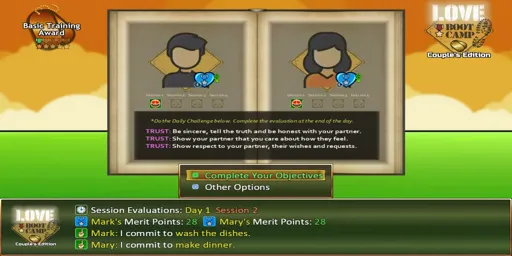 Basic Training
Award
LOVE
BOOT
CAMP
Couple's Edition
*Do the Daily Challenge below. Complete the evaluation at the end of the day.
TRUST: Be sincere, tell the truth and be honest with your partner.
TRUST: Show your partner that you care about how they feel.
TRUST: Show respect to your partner, their wishes and requests.
Complete Your Objectives
Other Options
LOVE
BOOT
CAMP
Couple's Edition
Session Evaluations: Day 1 Session 2
Mark's Merit Points: 28 Mary's Merit Points: 28
Mark: I commit to wash the dishes.
Mary: I commit to make dinner.